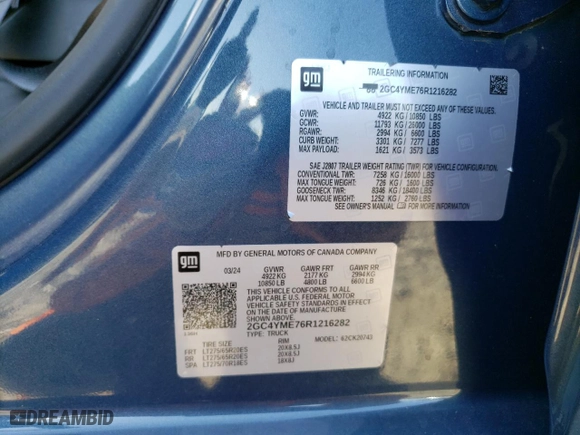 gm
TRAILERING INFORMATION
2GC4YME76R1216282
VEHICLE AND TRAILER MUST NOT EXCEED ANY OF THESE VALUES:
GVWR: 4922 KG/10850 LBS
GCWR: 11793 KG/26000 LBS
RGAWR: 2994 KG/ 6600 LBS
CURB WEIGHT: 3301 KG/ 7277 LBS
MAX PAYLOAD: 1621 KG/ 3573 LBS
SAE J2807 TRAILER WEIGHT RATING (TWR) FOR VEHICLE CONFIGURATION:
CONVENTIONAL TWR: 7258 KG/16000 LBS
MAX TONGUE WEIGHT: 726 KG/ 1600 LBS
GOOSENECK TWR: 8346 KG/18400 LBS
MAX TONGUE WEIGHT: 1252 KG/ 2760 LBS
SEE OWNER'S MANUAL FOR MORE INFORMATION
gm
MFD BY GENERAL MOTORS OF CANADA COMPANY
03/24 GVWR GAWR FRT GAWR RR
4922 KG 2177 KG 2994 KG
10850 LB 4800 LB 6600 LB
THIS VEHICLE CONFORMS TO ALL
APPLICABLE U.S. FEDERAL MOTOR
VEHICLE SAFETY STANDARDS IN
EFFECT ON THE DATE OF
MANUFACTURE SHOWN ABOVE.
2GC4YME76R1216282
TYPE: TRUCK
62CK20743
TIRE SIZE RIM
FRT LT275/65R20ES 20X8.5J
RR LT275/65R20ES 20X8.5J
SPA LT275/70R18ES 18X8J
DREAMBID